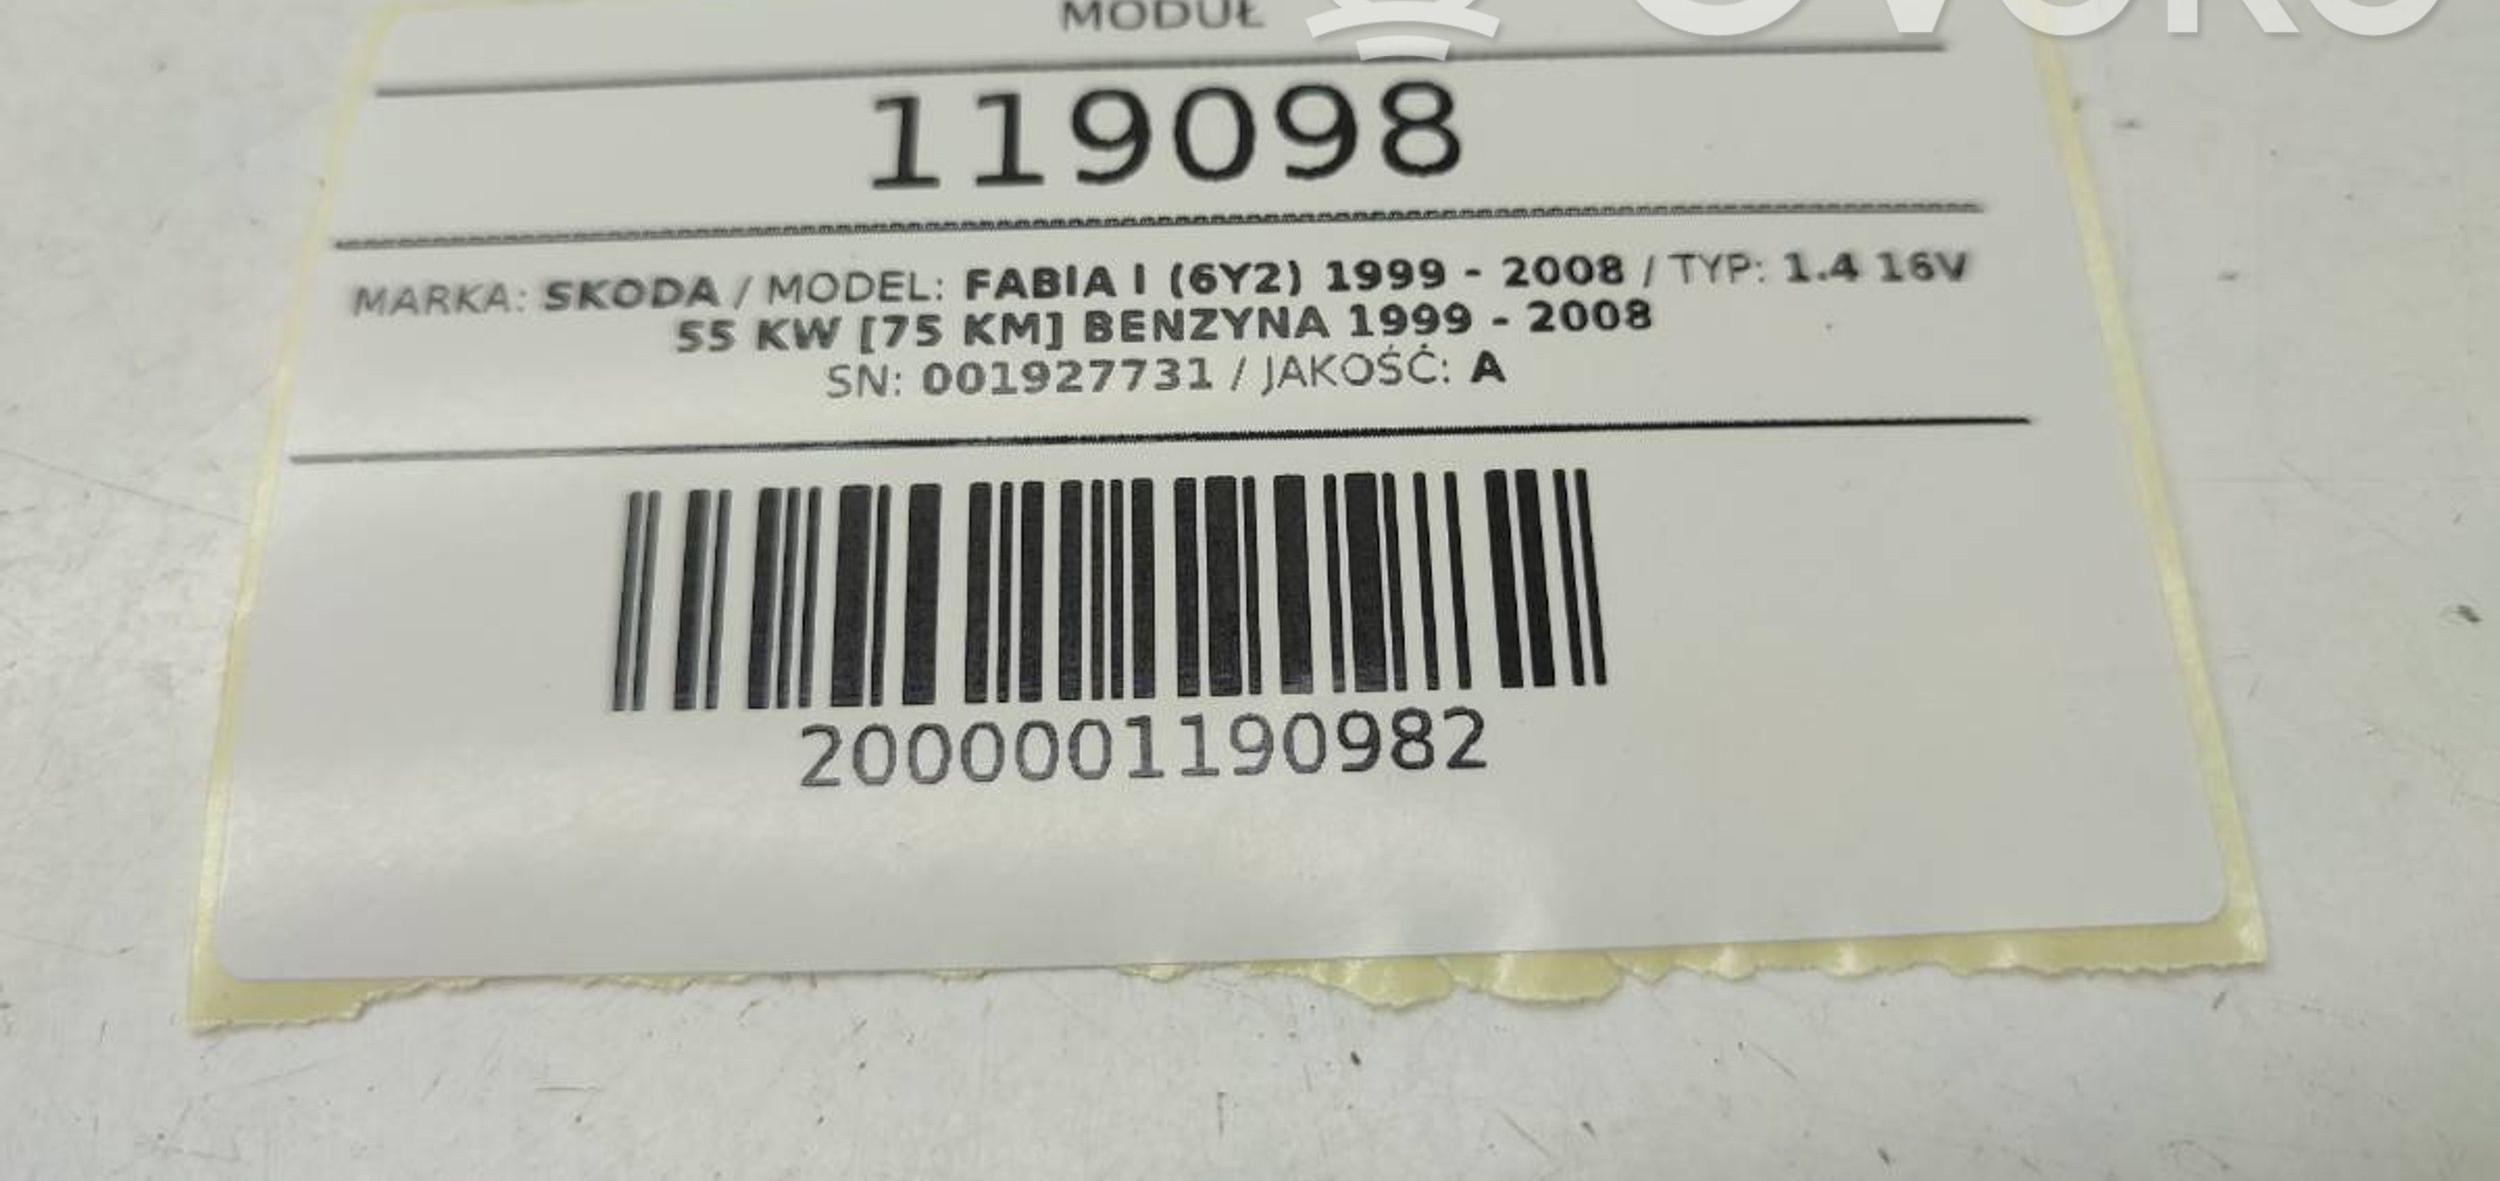 MODUŁ
119098
MARKA: SKODA / MODEL: FABIA I (6Y2) 1999 - 2008 / TYP: 1.4 16V
55 KW [75 KM] BENZYNA 1999 - 2008
SN: 001927731 / JAKOŚĆ: A
2000001190982